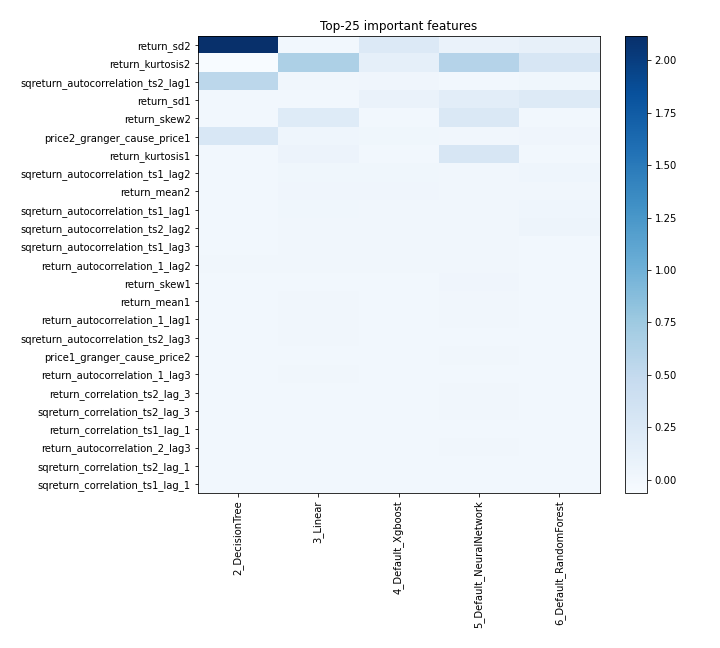 Top-25 important features
return_sd2
return_kurtosis2
sqreturn_autocorrelation_ts2_lag1
return_sd1
return_skew2
price2_granger_cause_price1
return_kurtosis1
sqreturn_autocorrelation_ts1_lag2
return_mean2
sqreturn_autocorrelation_ts1_lag1
sqreturn_autocorrelation_ts2_lag2
sqreturn_autocorrelation_ts1_lag3
return_autocorrelation_1_lag2
return_skew1
return_mean1
return_autocorrelation_1_lag1
sqreturn_autocorrelation_ts2_lag3
price1_granger_cause_price2
return_autocorrelation_1_lag3
return_correlation_ts2_lag_3
sqreturn_correlation_ts2_lag_3
return_correlation_ts1_lag_1
return_autocorrelation_2_lag3
sqreturn_correlation_ts2_lag_1
sqreturn_correlation_ts1_lag_1
2_DecisionTree
3_Linear
4_Default_Xgboost
5_Default_NeuralNetwork
6_Default_RandomForest
2.00
1.75
1.50
1.25
1.00
0.75
0.50
0.25
0.00